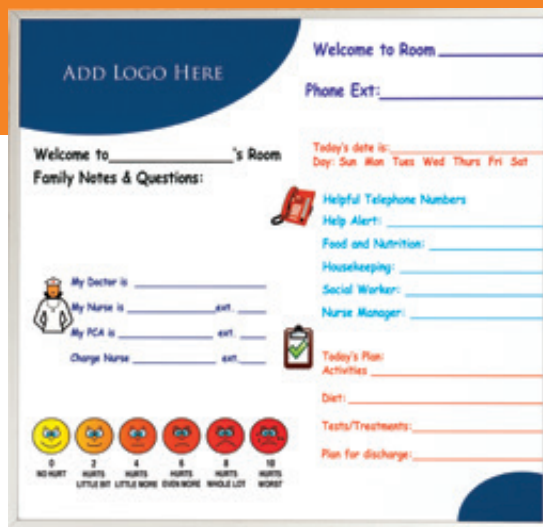 ADD LOGO HERE
Welcome to Room
Phone Ext:
Welcome to 's Room
Family Notes & Questions:
Today's date is:
Day: Sun Mon Tues Wed Thurs Fri Sat
Helpful Telephone Numbers
Help Alert:
Food and Nutrition:
Housekeeping:
Social Worker:
Nurse Manager:
My Doctor is
My Nurse is ext.
My PCA is ext.
Charge Nurse ext.
Today's Plan:
Activities
Diet:
Tests/Treatments:
Plan for discharge:
0 2 4 6 8 10
NO HURT HURTS HURTS HURTS HURTS HURTS
LITTLE BIT LITTLE MORE EVEN MORE WHOLE LOT WORST